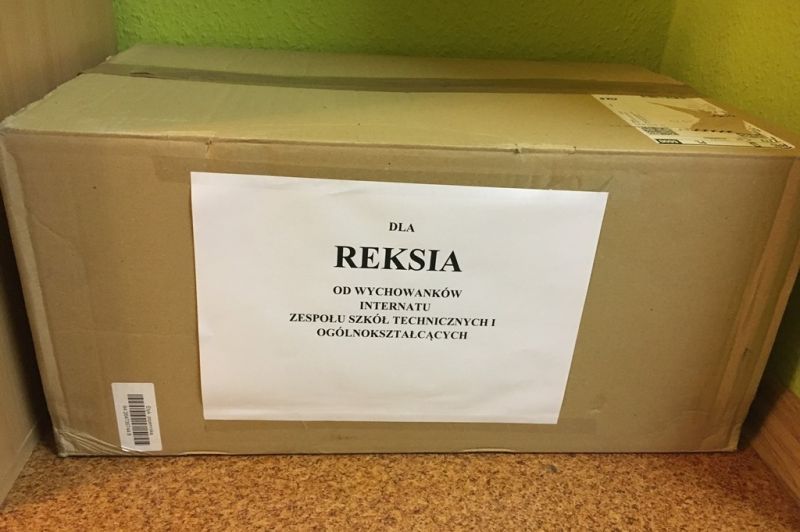 DLA
REKSIA
OD WYCHOWANKÓW
INTERNATU
ZESPOŁU SZKÓŁ TECHNICZNYCH I
OGÓLNOKSZTAŁCĄCYCH